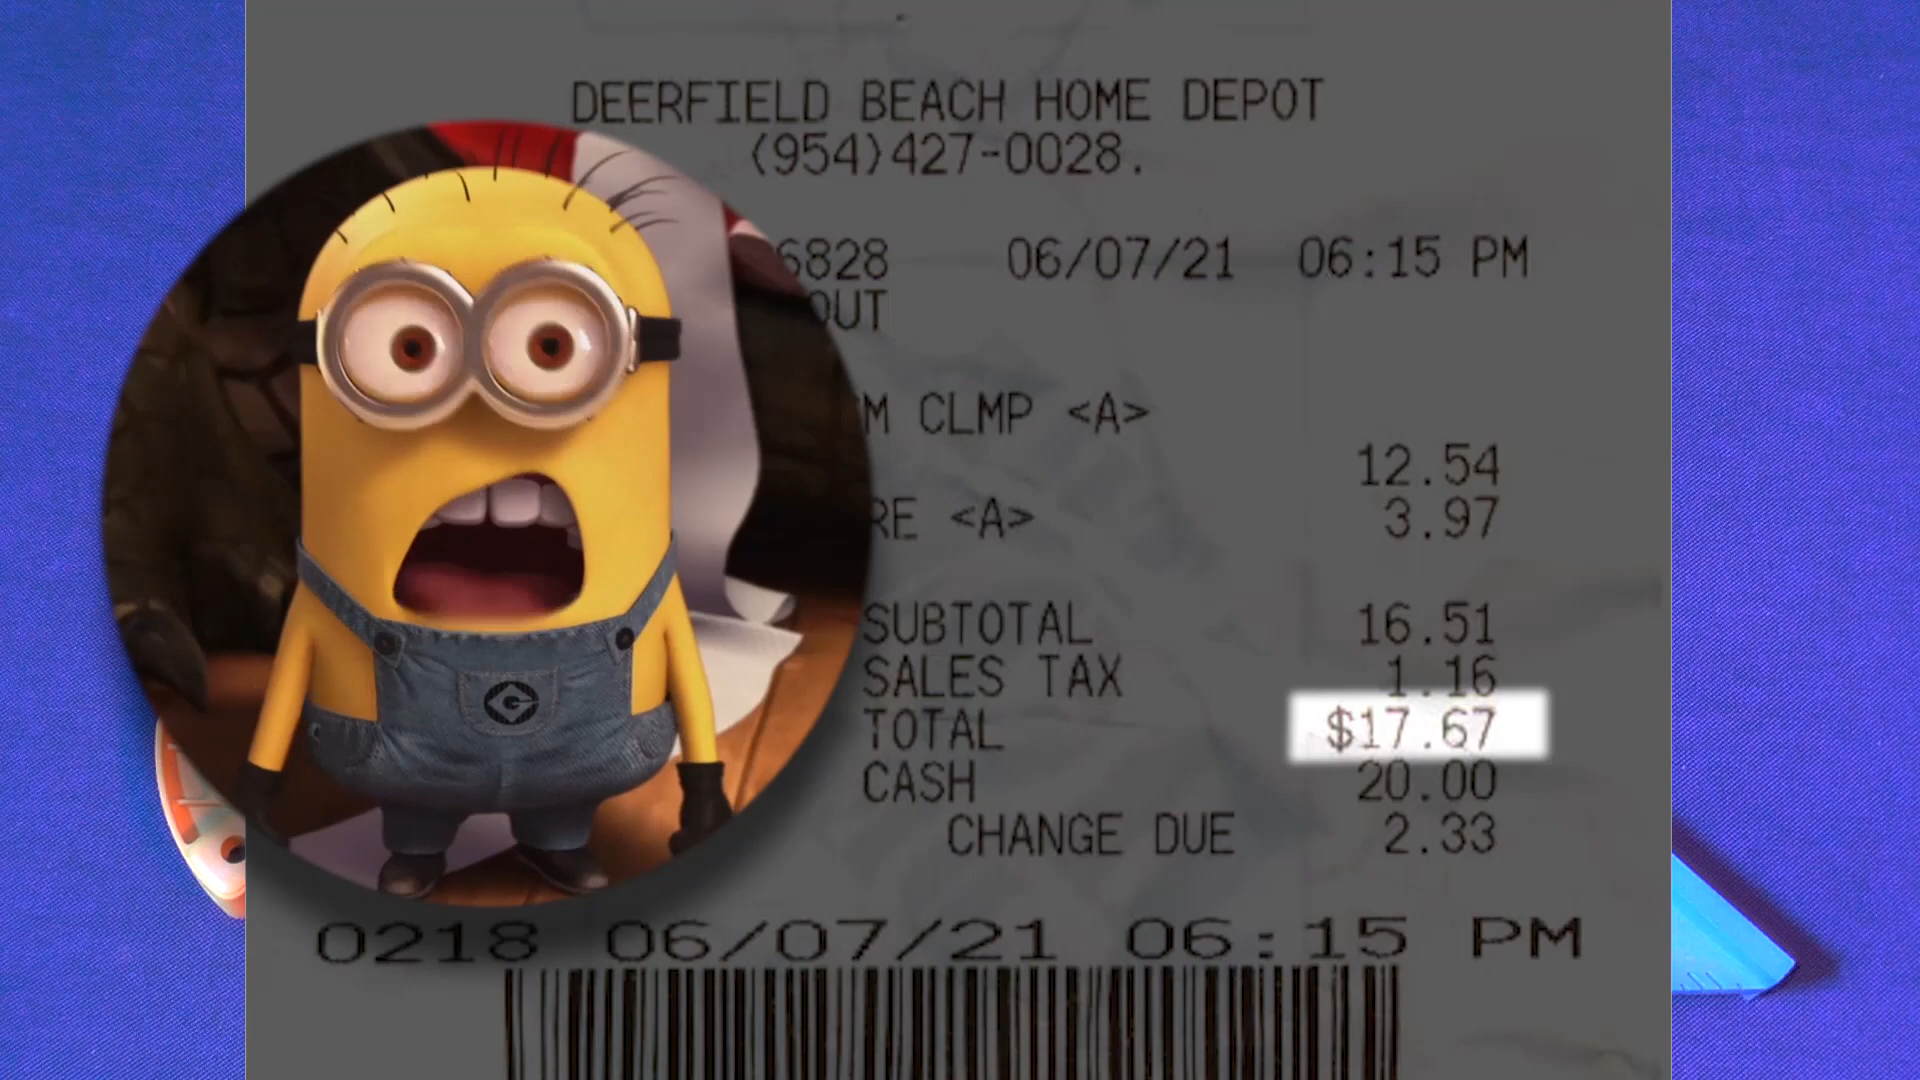 DEERFIELD BEACH HOME DEPOT
(954)427-0028.
6828 06/07/21 06:15 PM
OUT
M CLMP <A>
12.54
RE <A> 3.97
SUBTOTAL 16.51
SALES TAX 1.16
TOTAL $17.67
CASH 20.00
CHANGE DUE 2.33
0218 06/07/21 06:15 PM